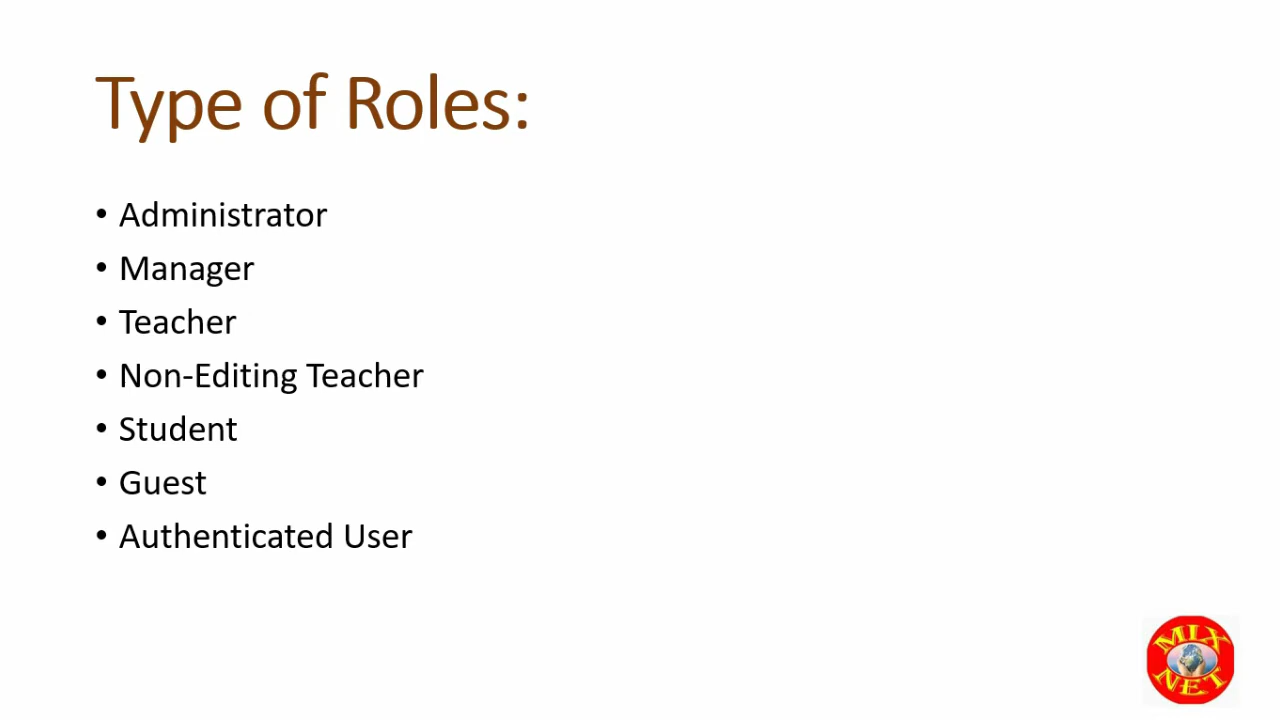 Type of Roles:
• Administrator
• Manager
• Teacher
• Non-Editing Teacher
• Student
• Guest
• Authenticated User
MIX
NET